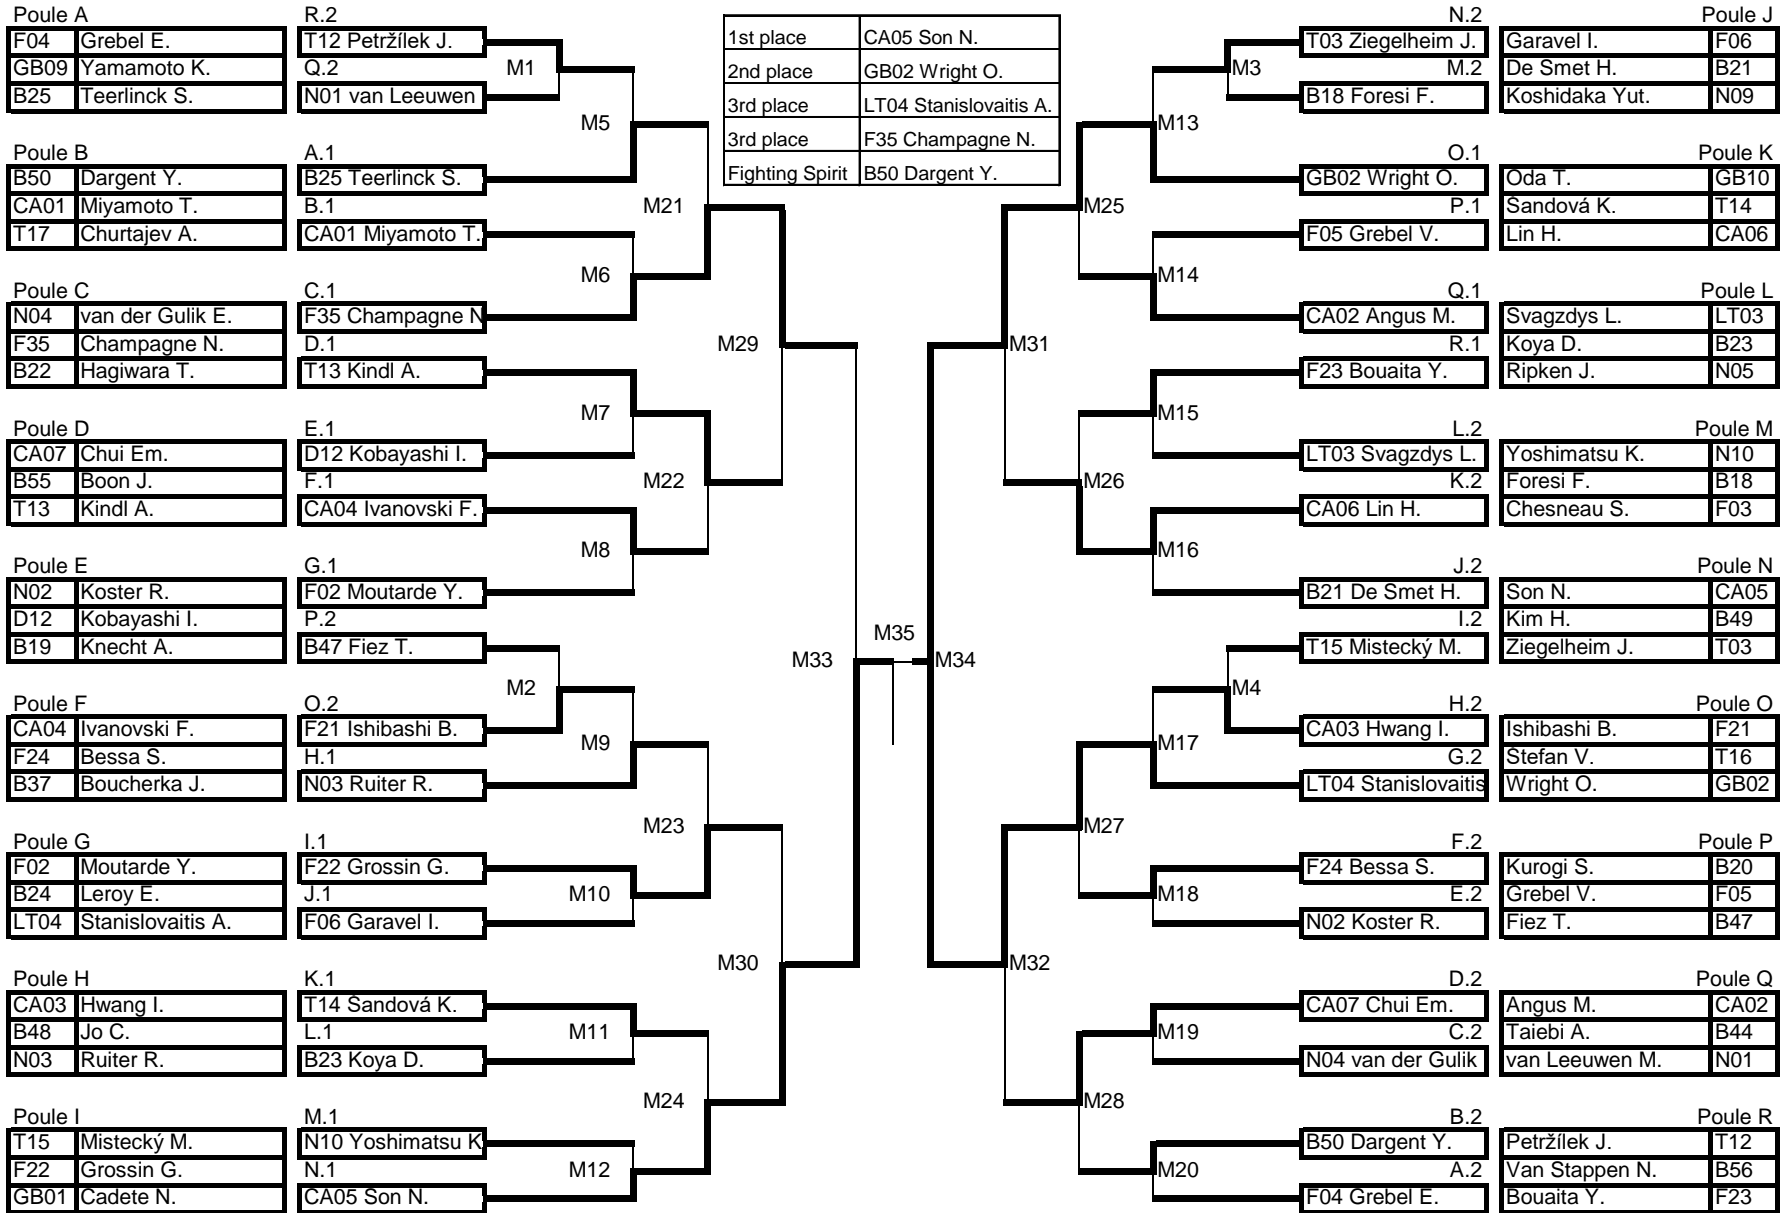 Poule A R.2 N.2 Poule J
F04 Grebel E. T12 Petržílek J. 1st place CA05 Son N. T03 Ziegelheim J. Garavel I. F06
GB09 Yamamoto K. Q.2 M1 2nd place GB02 Wright O. M3 M.2 De Smet H. B21
B25 Teerlinck S. N01 van Leeuwen 3rd place LT04 Stanislovaitis A. B18 Foresi F. Koshidaka Yut. N09
M5 3rd place F35 Champagne N. M13
Poule B A.1 O.1 Poule K
B50 Dargent Y. B25 Teerlinck S. Fighting Spirit B50 Dargent Y. GB02 Wright O. Oda T. GB10
CA01 Miyamoto T. B.1 M21 M25 P.1 Šandová K. T14
T17 Churtajev A. CA01 Miyamoto T. F05 Grebel V. Lin H. CA06
M6 M14
Poule C C.1 Q.1 Poule L
N04 van der Gulik E. F35 Champagne N CA02 Angus M. Svagzdys L. LT03
F35 Champagne N. D.1 M29 M31 R.1 Koya D. B23
B22 Hagiwara T. T13 Kindl A. F23 Bouaita Y. Ripken J. N05
M7 M15
Poule D E.1 L.2 Poule M
CA07 Chui Em. D12 Kobayashi I. LT03 Svagzdys L. Yoshimatsu K. N10
B55 Boon J. F.1 M22 M26 K.2 Foresi F. B18
T13 Kindl A. CA04 Ivanovski F. CA06 Lin H. Chesneau S. F03
M8 M16
Poule E G.1 J.2 Poule N
N02 Koster R. F02 Moutarde Y. B21 De Smet H. Son N. CA05
D12 Kobayashi I. P.2 M35 I.2 Kim H. B49
B19 Knecht A. B47 Fiez T. M33 M34 T15 Mistecký M. Ziegelheim J. T03
M2 M4
Poule F O.2 H.2 Poule O
CA04 Ivanovski F. F21 Ishibashi B. M9 M17 CA03 Hwang I. Ishibashi B. F21
F24 Bessa S. H.1 G.2 Štefan V. T16
B37 Boucherka J. N03 Ruiter R. LT04 Stanislovaitis Wright O. GB02
M23 M27
Poule G I.1 F.2 Poule P
F02 Moutarde Y. F22 Grossin G. F24 Bessa S. Kurogi S. B20
B24 Leroy E. J.1 M10 M18 E.2 Grebel V. F05
LT04 Stanislovaitis A. F06 Garavel I. N02 Koster R. Fiez T. B47
M30 M32
Poule H K.1 D.2 Poule Q
CA03 Hwang I. T14 Šandová K. CA07 Chui Em. Angus M. CA02
B48 Jo C. L.1 M11 M19 C.2 Taiebi A. B44
N03 Ruiter R. B23 Koya D. N04 van der Gulik van Leeuwen M. N01
M24 M28
Poule I M.1 B.2 Poule R
T15 Mistecký M. N10 Yoshimatsu K B50 Dargent Y. Petržílek J. T12
F22 Grossin G. N.1 M12 M20 A.2 Van Stappen N. B56
GB01 Cadete N. CA05 Son N. F04 Grebel E. Bouaita Y. F23